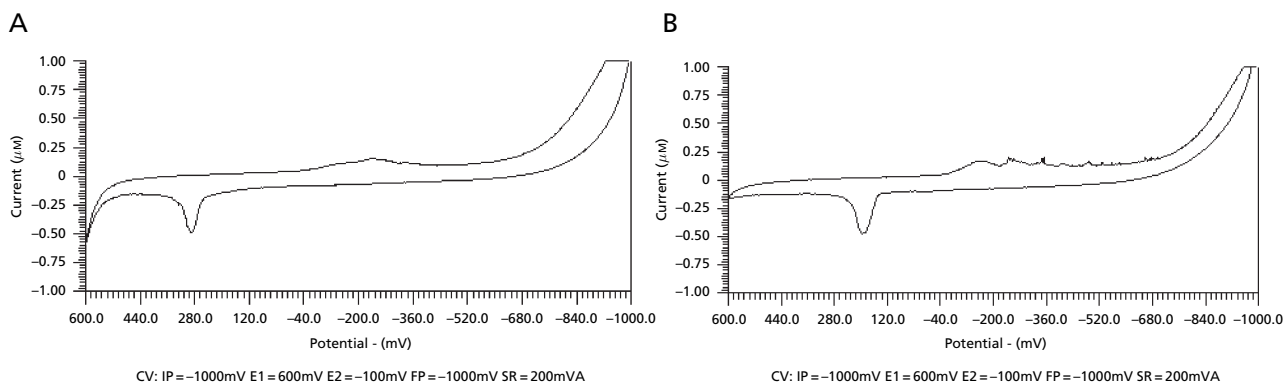 A
1.00
0.75
0.50
0.25
0
−0.25
−0.50
−0.75
−1.00
Current (μM)
600.0 440.0 280.0 120.0 −40.0 −200.0 −360.0 −520.0 −680.0 −840.0 −1000.0
Potential - (mV)
CV: IP = −1000mV E1 = 600mV E2 = −100mV FP = −1000mV SR = 200mVA
B
1.00
0.75
0.50
0.25
0
−0.25
−0.50
−0.75
−1.00
Current (μM)
600.0 440.0 280.0 120.0 −40.0 −200.0 −360.0 −520.0 −680.0 −840.0 −1000.0
Potential - (mV)
CV: IP = −1000mV E1 = 600mV E2 = −100mV FP = −1000mV SR = 200mVA